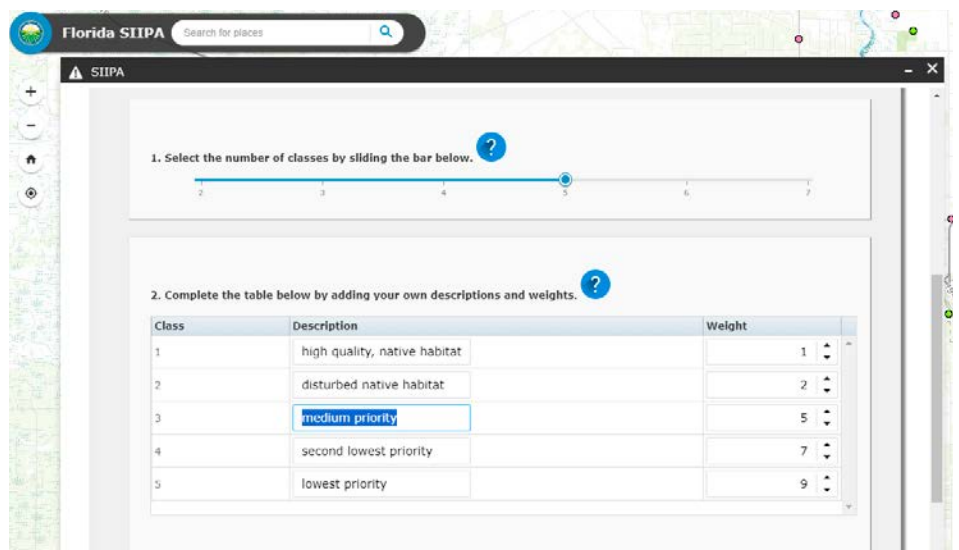 Florida SIIPA
Search for places
SIIPA
1. Select the number of classes by sliding the bar below. ?
2 3 4 5 6 7
2. Complete the table below by adding your own descriptions and weights. ?
Class Description Weight
1 high quality, native habitat 1
2 disturbed native habitat 2
3 medium priority 5
4 second lowest priority 7
5 lowest priority 9